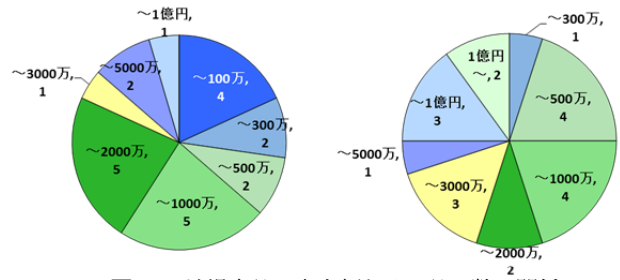 ～1億円,
1
～100万,
4
～300万,
2
～500万,
2
～1000万,
5
～2000万,
5
～3000万,
1
～5000万,
2
～300万,
1
～500万,
4
～1000万,
4
～2000万,
2
～3000万,
3
～5000万,
1
～1億円,
3
1億円
～, 2